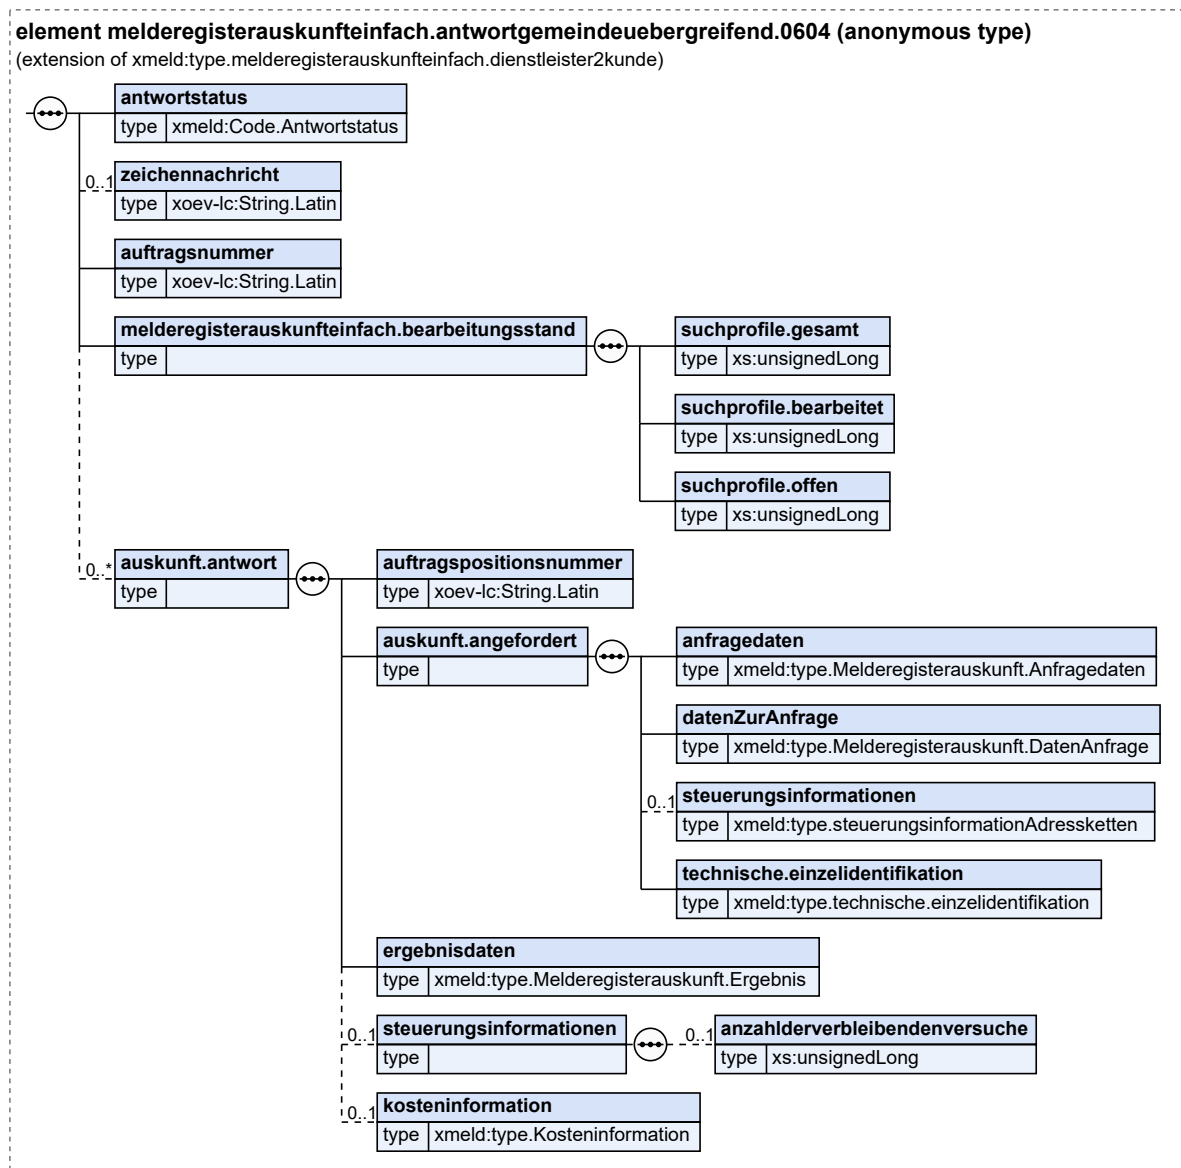 element melderegisterauskunfteinfach.antwortgemeindeuebergreifend.0604 (anonymous type)
(extension of xmeld:type.melderegisterauskunfteinfach.dienstleister2kunde)
antwortstatus
type xmeld:Code.Antwortstatus
0..1 zeichennachricht
type xoev-lc:String.Latin
auftragsnummer
type xoev-lc:String.Latin
melderegisterauskunfteinfach.bearbeitungsstand
type
suchprofile.gesamt
type xs:unsignedLong
suchprofile.bearbeitet
type xs:unsignedLong
suchprofile.offen
type xs:unsignedLong
0..* auskunft.antwort
type
auftragspositionsnummer
type xoev-lc:String.Latin
auskunft.angefordert
type
anfragedaten
type xmeld:type.Melderegisterauskunft.Anfragedaten
datenZurAnfrage
type xmeld:type.Melderegisterauskunft.DatenAnfrage
0..1 steuerungsinformationen
type xmeld:type.steuerungsinformationAdressketten
technische.einzelidentifikation
type xmeld:type.technische.einzelidentifikation
ergebnisdaten
type xmeld:type.Melderegisterauskunft.Ergebnis
0..1 steuerungsinformationen
type
0..1 anzahlderverbleibendenversuche
type xs:unsignedLong
0..1 kosteninformation
type xmeld:type.Kosteninformation